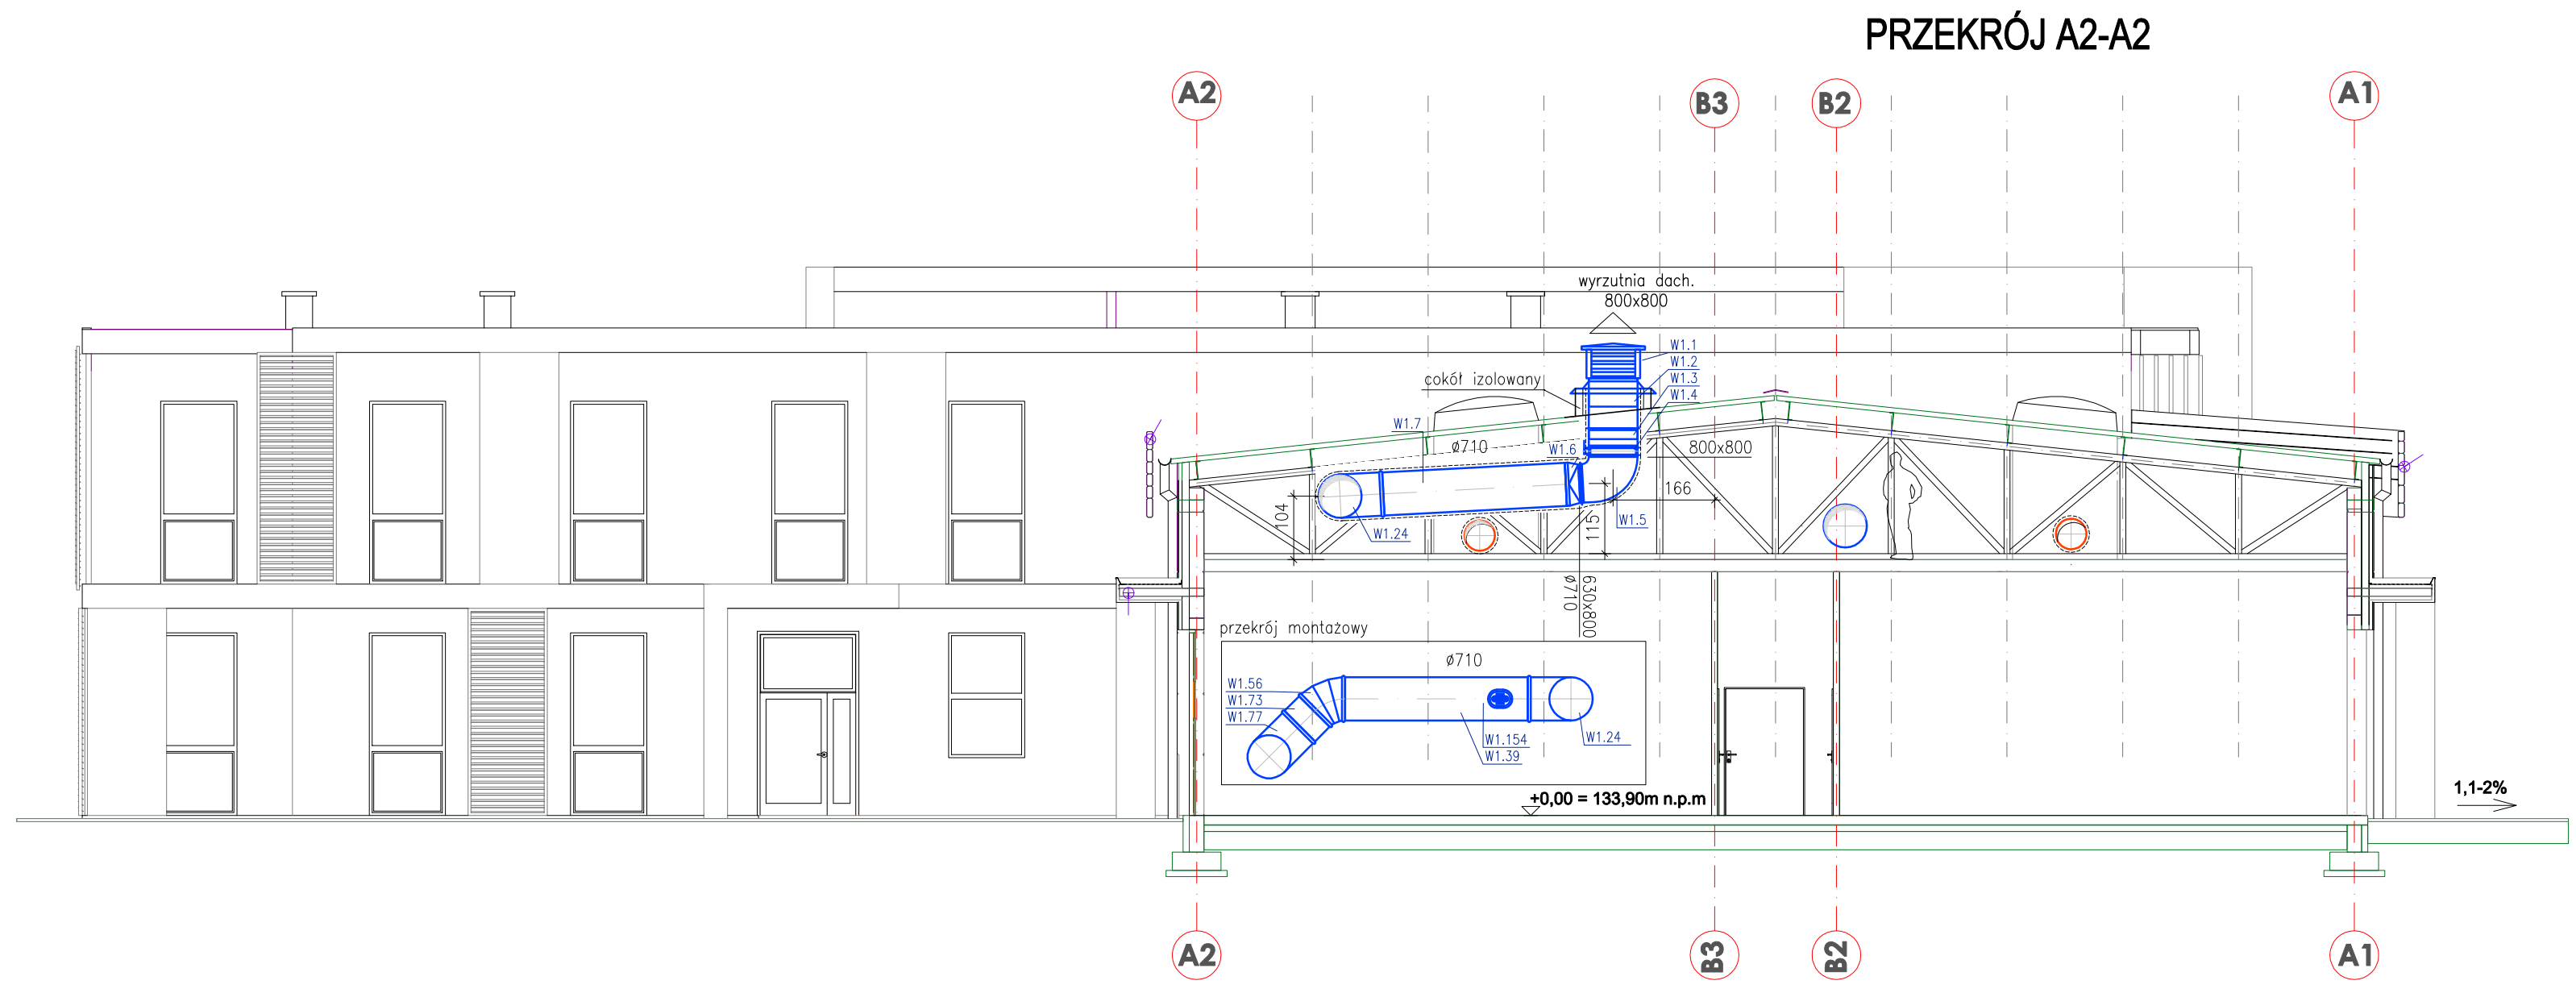 PRZEKRÓJ A2-A2
A2
B3
B2
A1
wyrzutnia dach.
800x800
W1.1
W1.2
W1.3
W1.4
cokół izolowany
W1.7
ø710
W1.6
800x800
166
104
W1.24
W1.5
115
630x800
ø710
przekrój montażowy
ø710
W1.56
W1.73
W1.77
W1.154
W1.39
W1.24
+0,00 = 133,90m n.p.m
1,1-2%
A2
B3
B2
A1